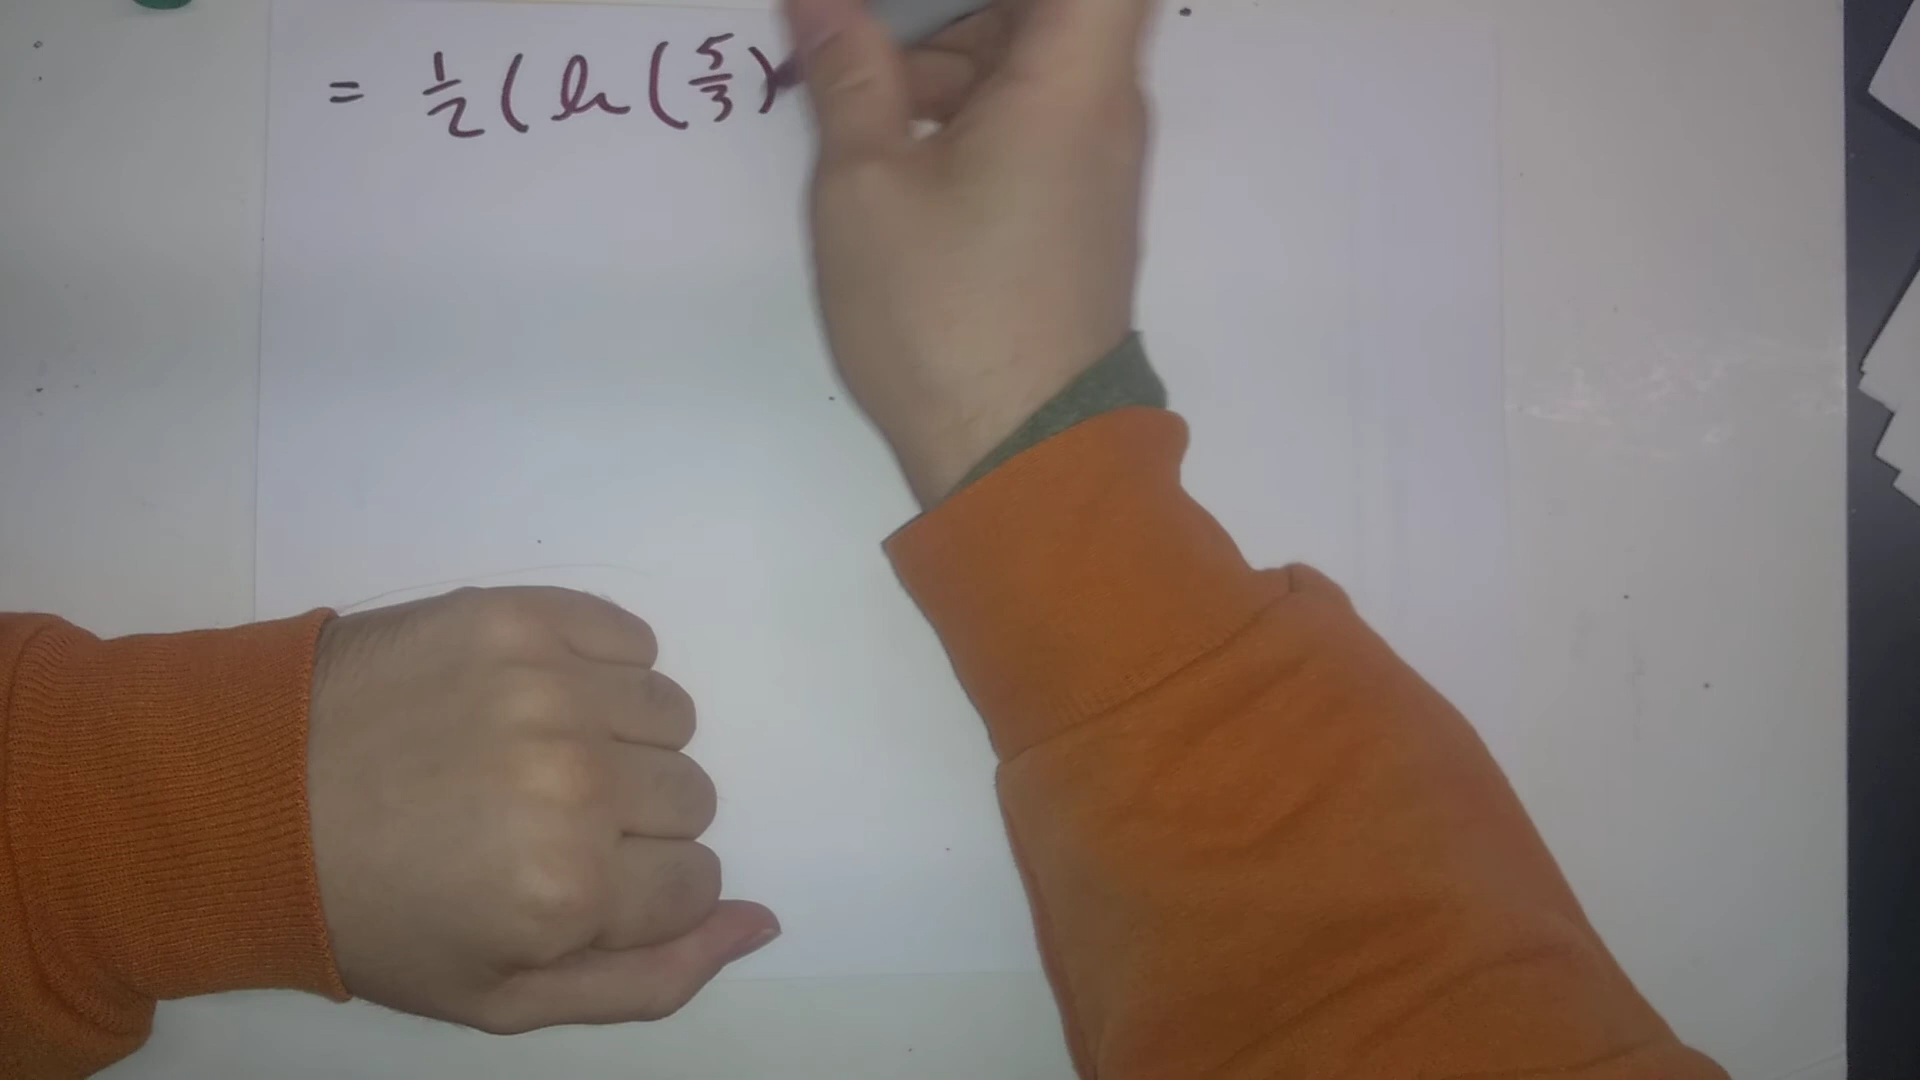 = 1/2 ( ln ( 5/3 )